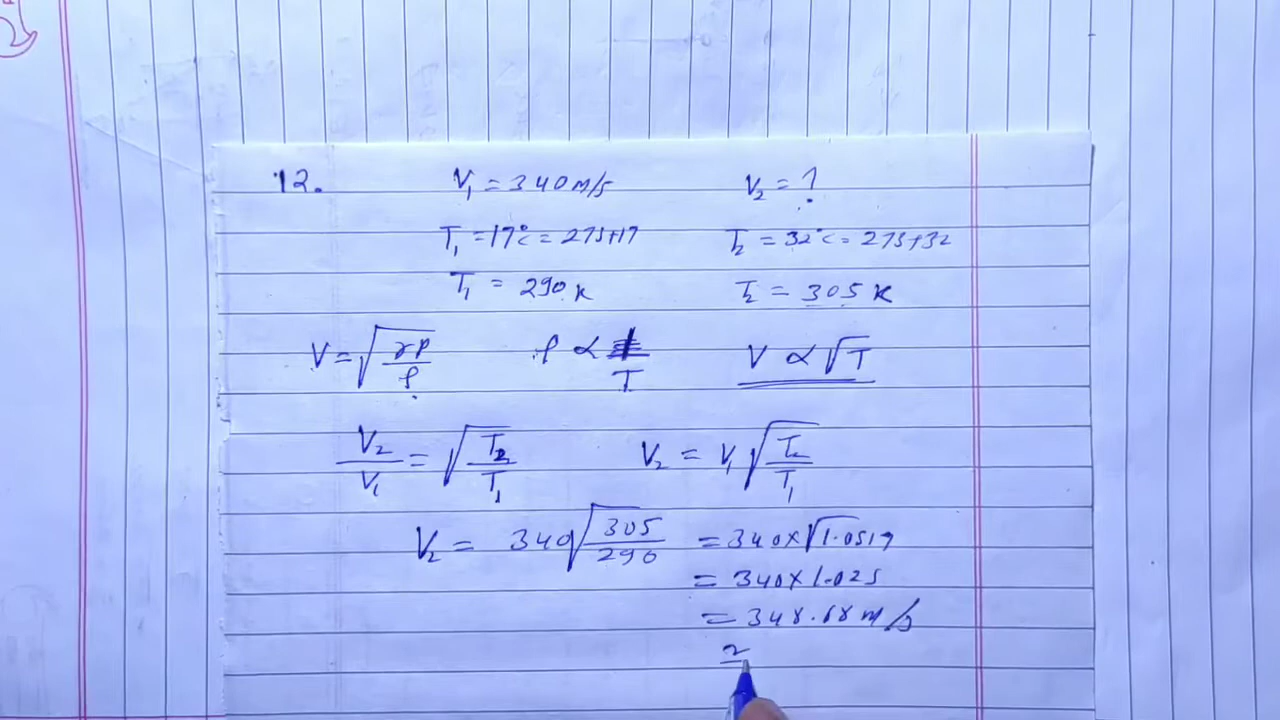 12. V₁ = 340 m/s V₂ = ?
T₁ = 17°C = 273+17 T₂ = 32°C = 273+32
T₁ = 290 K T₂ = 305 K
V = √(γP/ρ) ρ ∝ 1/T V ∝ √T
V₂/V₁ = √(T₂/T₁) V₂ = V₁√(T₂/T₁)
V₂ = 340√(305/290) = 340×√1.0517
= 340×1.025
= 348.68 m/s